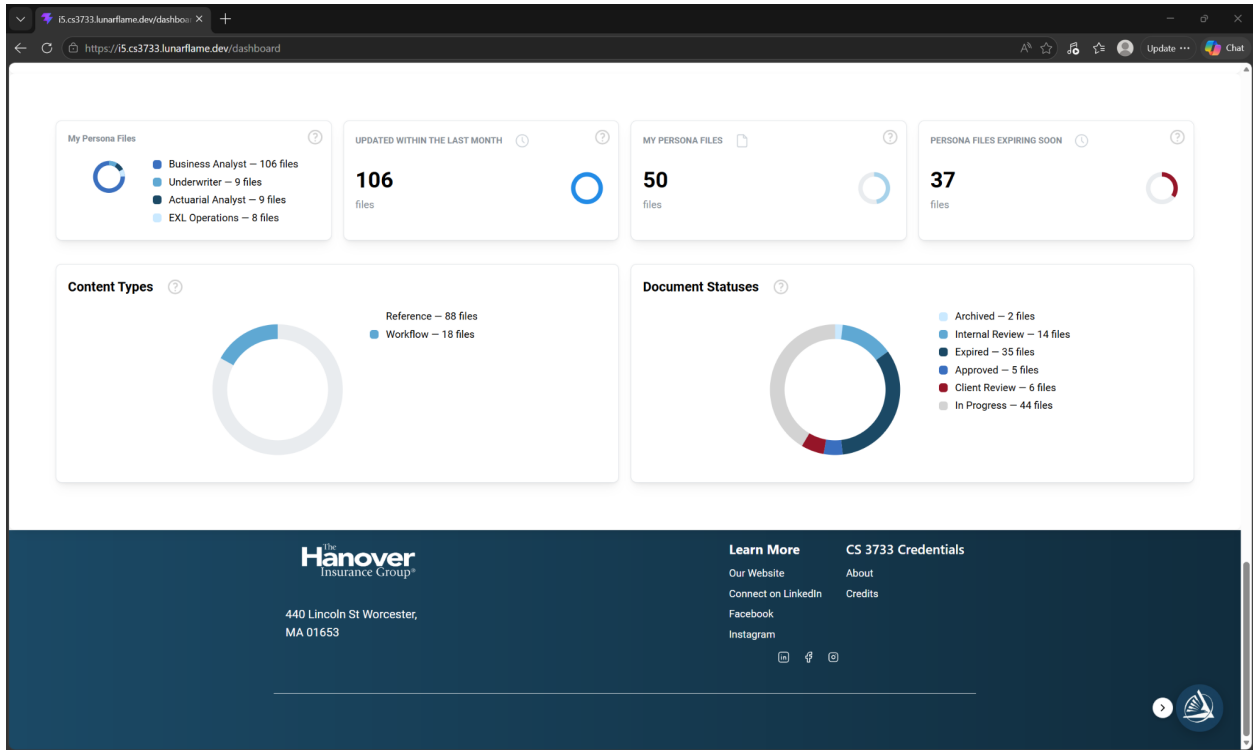 i5.cs3733.lunarflame.dev/dashboar
https://i5.cs3733.lunarflame.dev/dashboard
Update
Chat
My Persona Files
Business Analyst — 106 files
Underwriter — 9 files
Actuarial Analyst — 9 files
EXL Operations — 8 files
UPDATED WITHIN THE LAST MONTH
106
files
MY PERSONA FILES
50
files
PERSONA FILES EXPIRING SOON
37
files
Content Types
Reference — 88 files
Workflow — 18 files
Document Statuses
Archived — 2 files
Internal Review — 14 files
Expired — 35 files
Approved — 5 files
Client Review — 6 files
In Progress — 44 files
The
Hanover
Insurance Group®
440 Lincoln St Worcester,
MA 01653
Learn More
Our Website
Connect on LinkedIn
Facebook
Instagram
CS 3733 Credentials
About
Credits